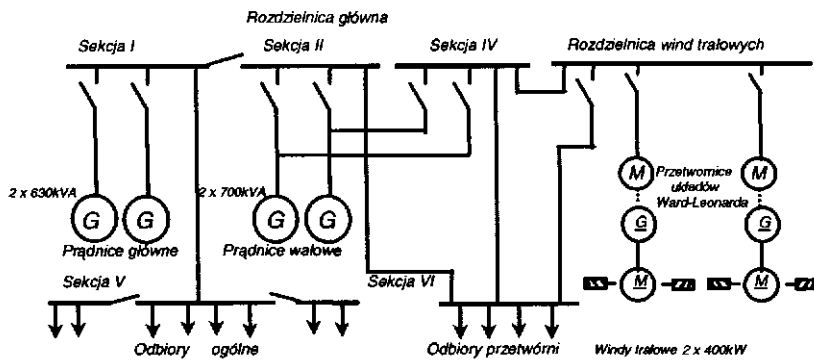 Rozdzielnica główna
Sekcja I
Sekcja II
Sekcja IV
Rozdzielnica wind trałowych
2 x 630kVA
G
G
Prądnice główne
2 x 700kVA
G
G
Prądnice wałowe
M
M
Przetwornice
układów
Ward-Leonarda
G
G
M
M
Sekcja V
Sekcja VI
Odbiory ogólne
Odbiory przetwórni
Windy trałowe 2 x 400kW